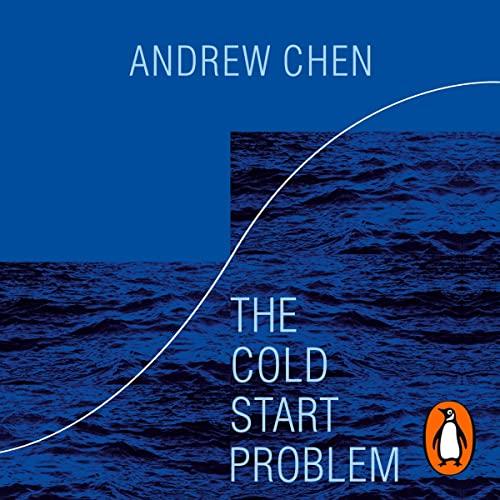 ANDREW CHEN
THE
COLD
START
PROBLEM